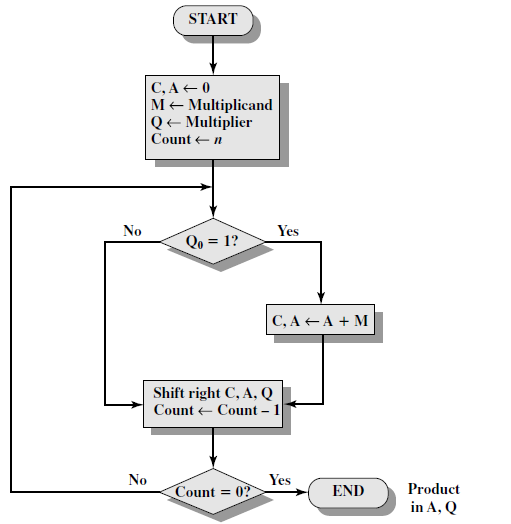 START
C, A ← 0
M ← Multiplicand
Q ← Multiplier
Count ← n
No
Q₀ = 1?
Yes
C, A ← A + M
Shift right C, A, Q
Count ← Count – 1
No
Count = 0?
Yes
END
Product
in A, Q